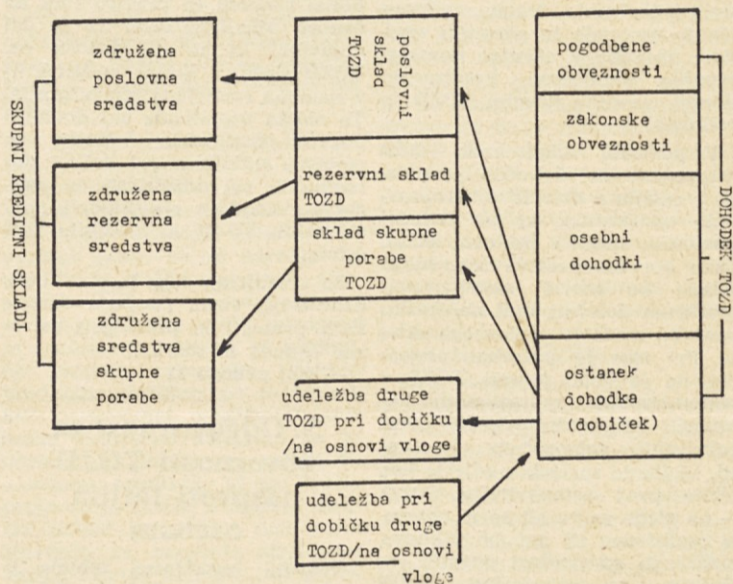 SKUPNI KREDITNI SKLADI
združena
poslovna
sredstva
združena
rezervna
sredstva
združena
sredstva
skupne
porabe
poslovni
sklad
TOZD
rezervni sklad
TOZD
sklad skupne
porabe
TOZD
udeležba druge
TOZD pri dobičku
/na osnovi vloge
udeležba pri
dobičku druge
TOZD/na osnovi
vloge
pogodbene
obveznosti
zakonske
obveznosti
osebni
dohodki
ostanek
dohodka
(dobiček)
DOHODEK TOZD